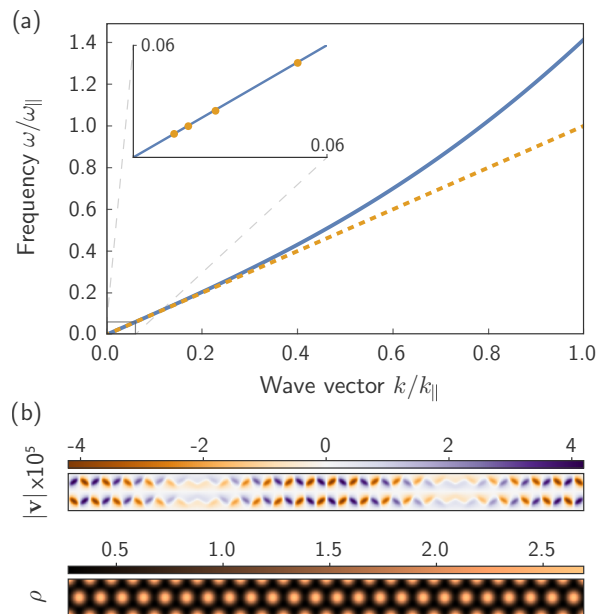 (a)
Frequency ω/ω∥
1.4
1.2
1.0
0.8
0.6
0.4
0.2
0.0
0.06
0.06
0.0 0.2 0.4 0.6 0.8 1.0
Wave vector k/k∥
(b)
-4 -2 0 2 4
|v| x10⁵
0.5 1.0 1.5 2.0 2.5
ρ